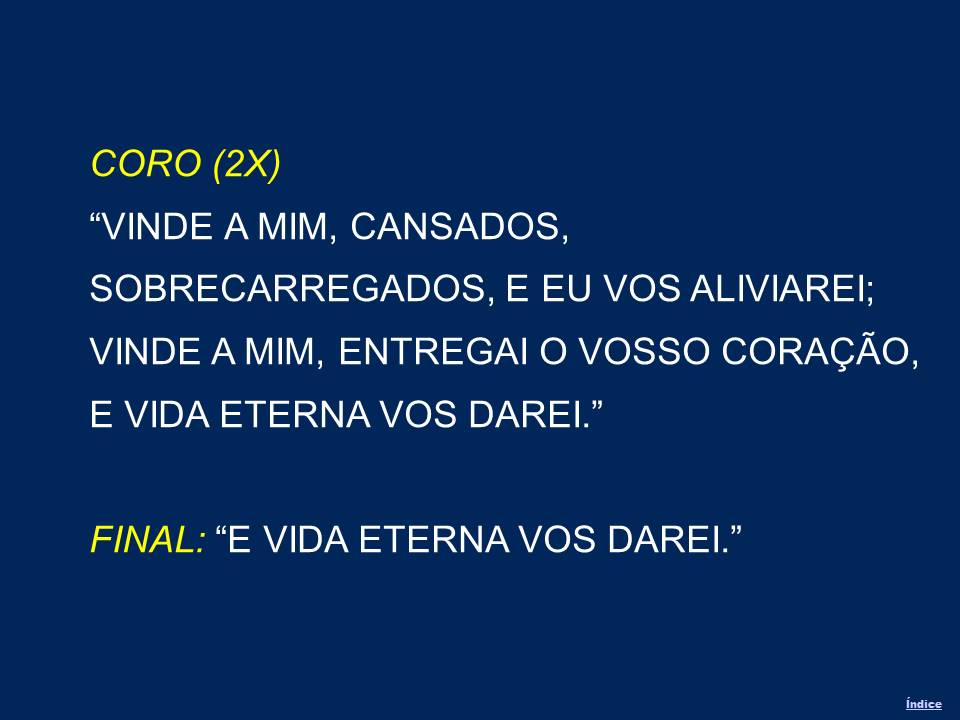 CORO (2X)
“VINDE A MIM, CANSADOS,
SOBRECARREGADOS, E EU VOS ALIVIAREI;
VINDE A MIM, ENTREGAI O VOSSO CORAÇÃO,
E VIDA ETERNA VOS DAREI.”
FINAL: “E VIDA ETERNA VOS DAREI.”
Índice